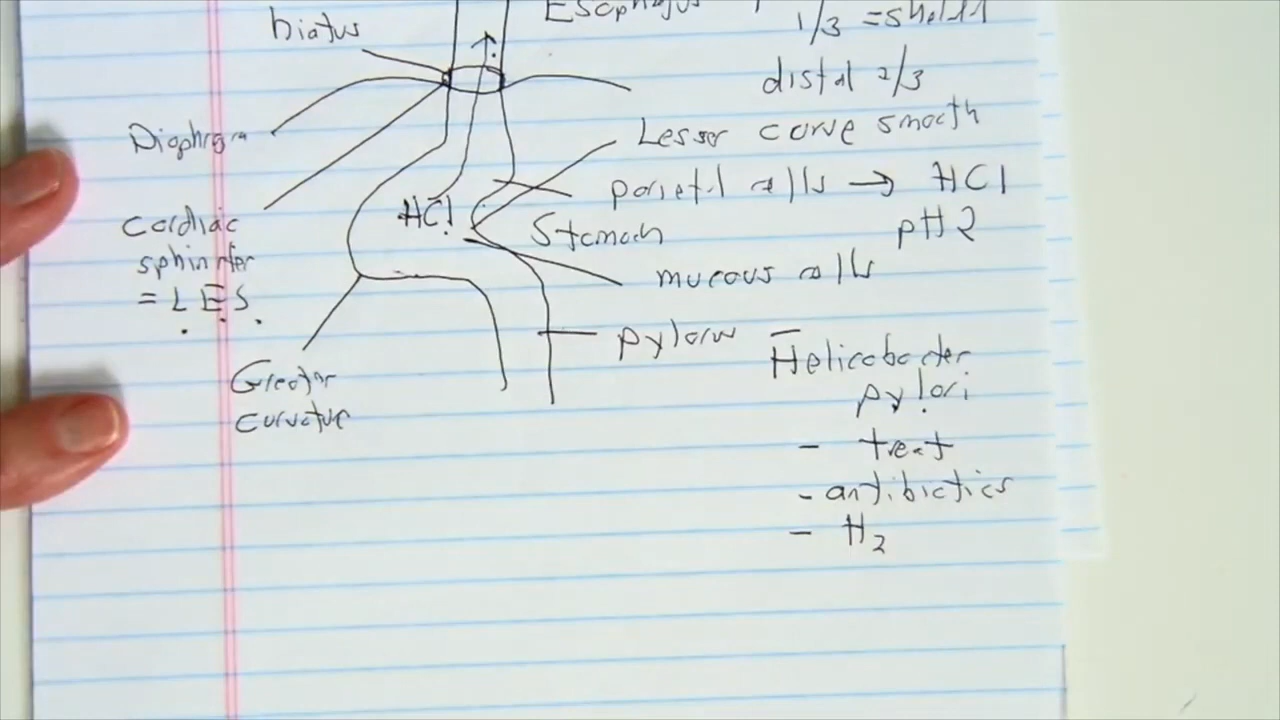 hiatus
Esophagus
1/3 =
distal 2/3
Diaphragm
Lesser curve smooth
parietal cells → HCl
pH 2
HCl
Stomach
cardiac
sphincter
= L E S
mucous cells
pylorus
Helicobacter
pylori
Greater
curvature
- treat
- antibiotics
- H2